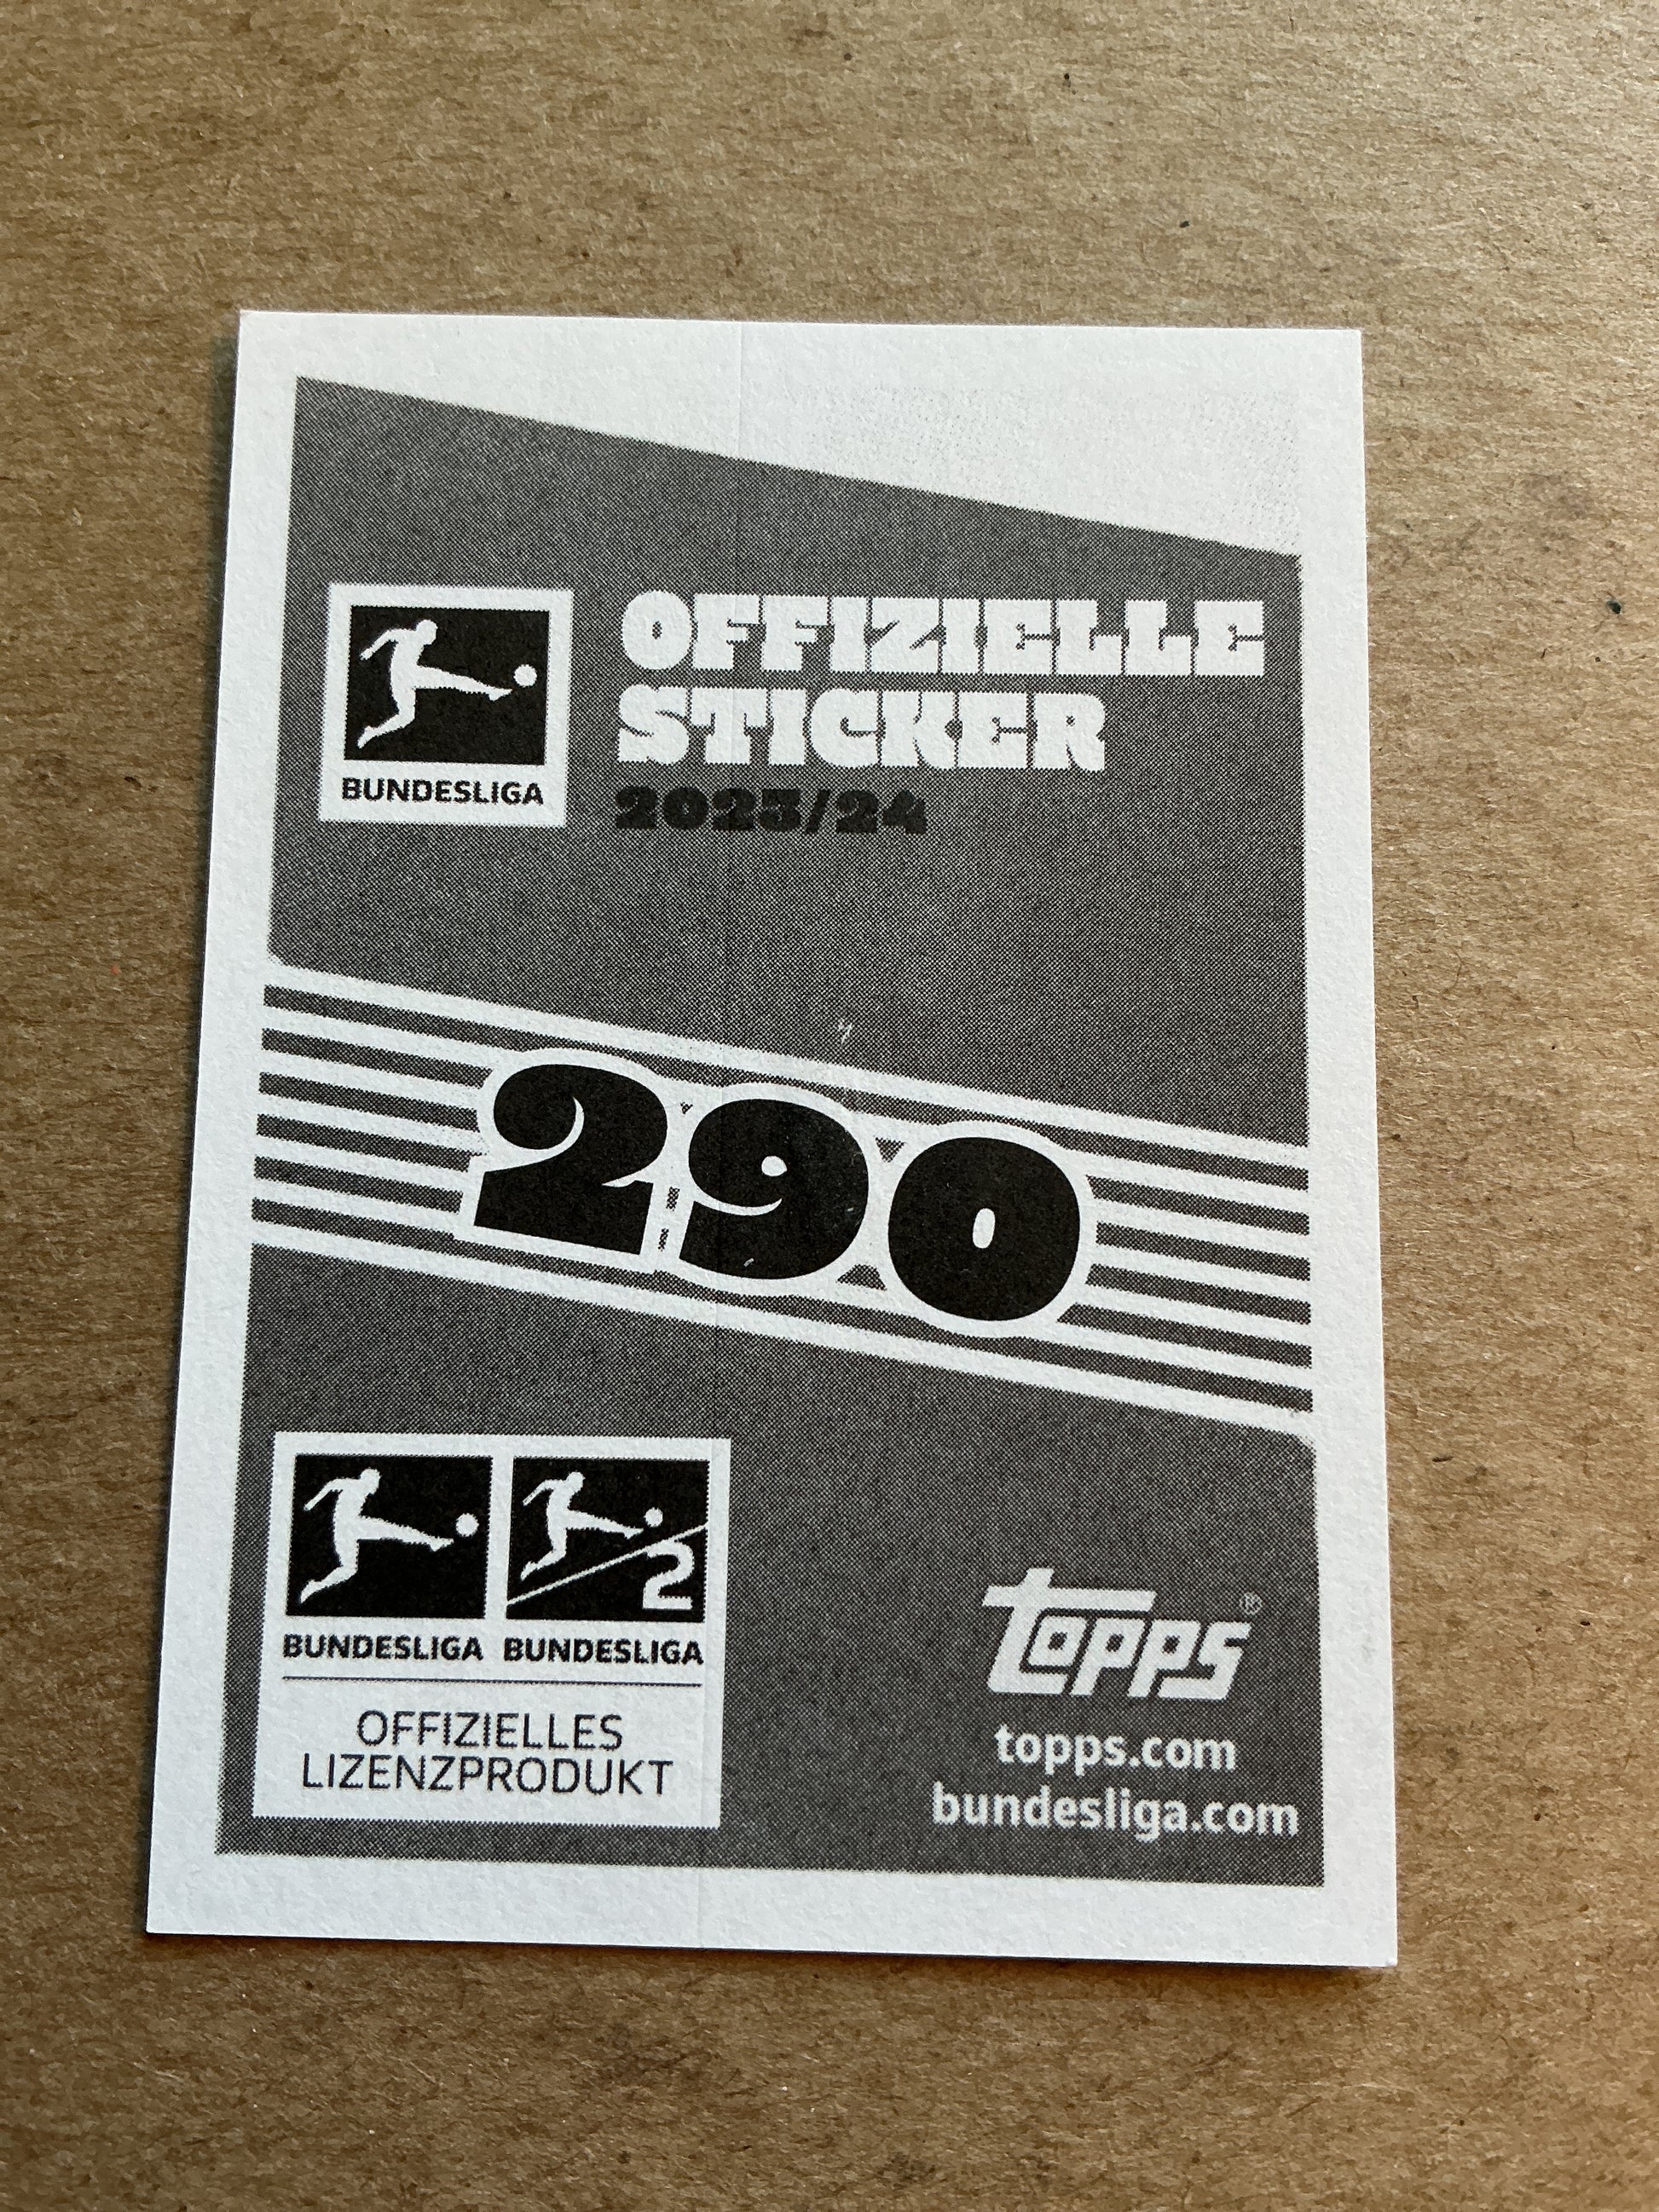 OFFIZIELLE
STICKER
2023/24
BUNDESLIGA
290
2
BUNDESLIGA BUNDESLIGA
OFFIZIELLES
LIZENZPRODUKT
topps®
topps.com
bundesliga.com